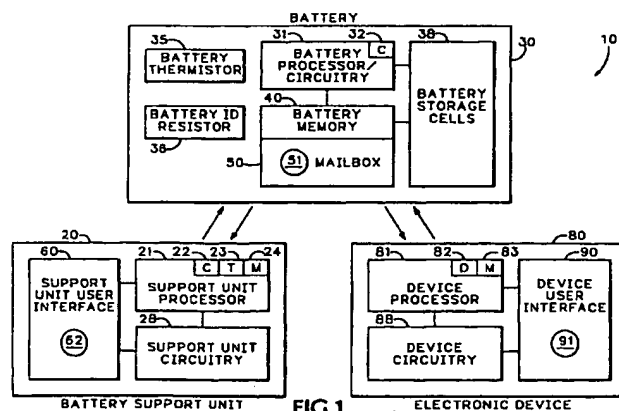 BATTERY
35
BATTERY
THERMISTOR
BATTERY ID
RESISTOR
36
31
32
C
BATTERY
PROCESSOR/
CIRCUITRY
40
BATTERY
MEMORY
50
51
MAILBOX
38
BATTERY
STORAGE
CELLS
30
10
20
60
SUPPORT
UNIT USER
INTERFACE
62
21
22
23
24
C
T
M
SUPPORT UNIT
PROCESSOR
28
SUPPORT UNIT
CIRCUITRY
BATTERY SUPPORT UNIT
80
81
82
83
D
M
DEVICE
PROCESSOR
88
DEVICE
CIRCUITRY
90
DEVICE USER
INTERFACE
91
ELECTRONIC DEVICE
FIG.1